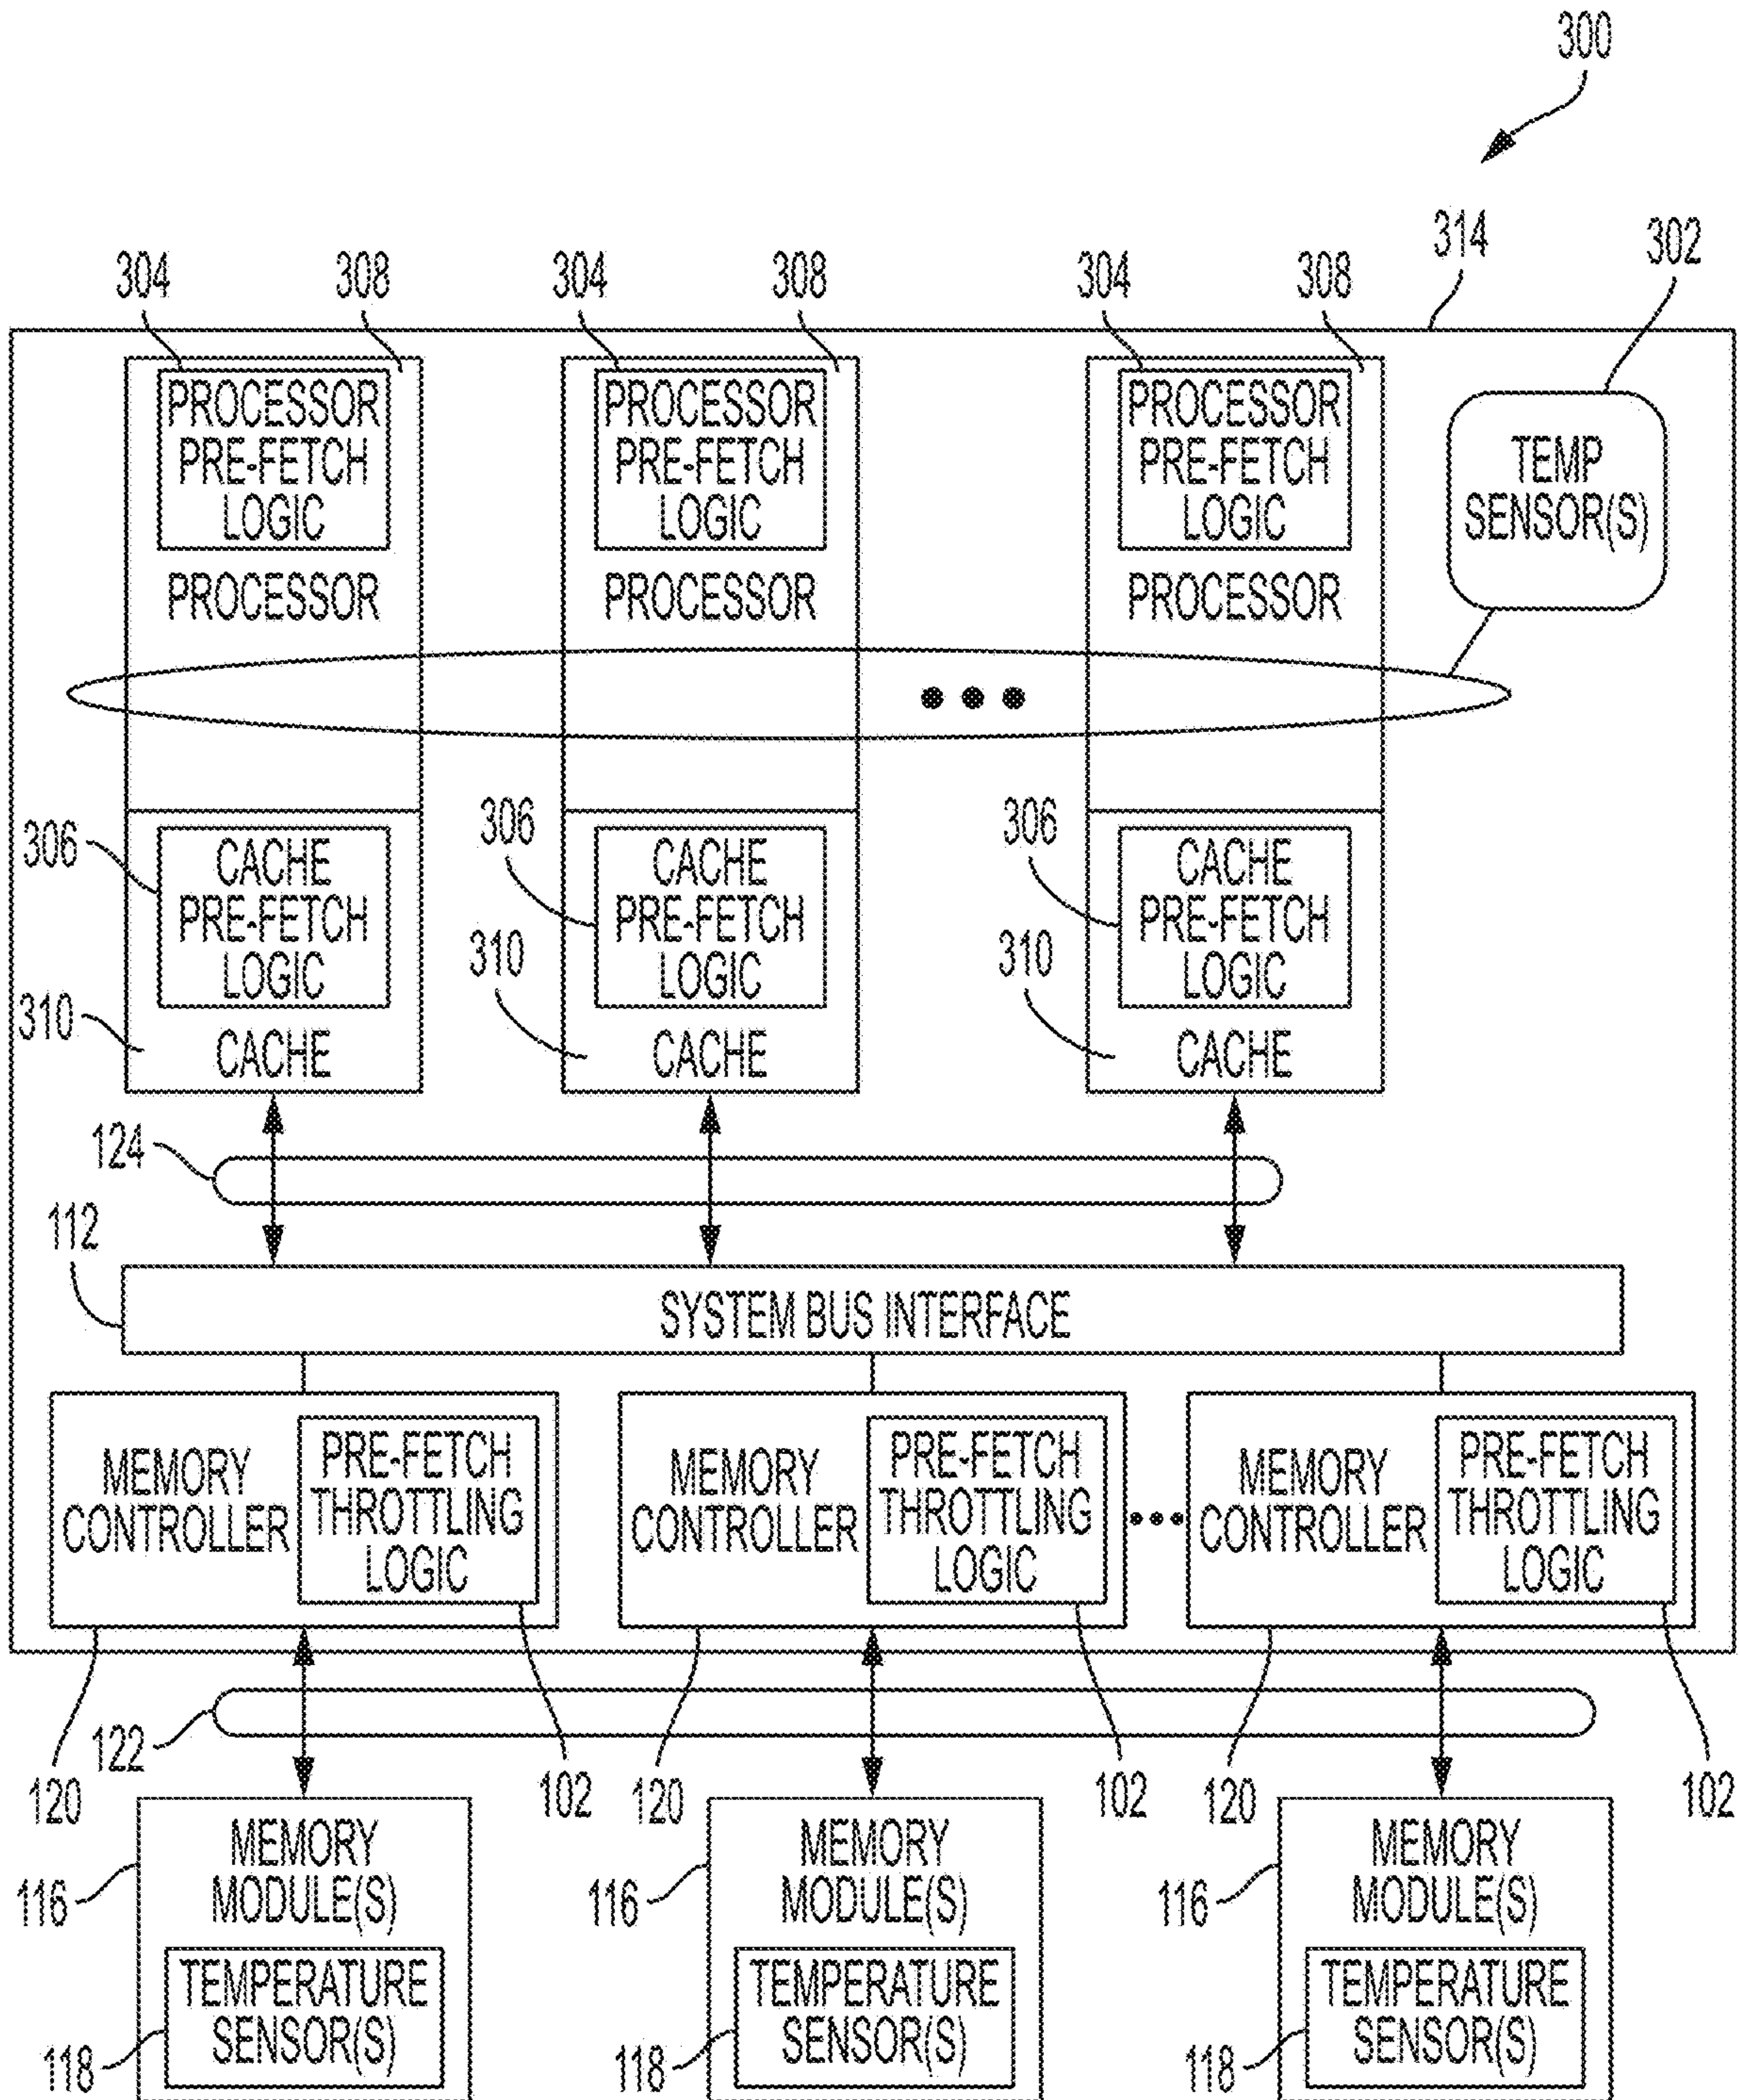 300
314
302
304
308
304
308
304
308
PROCESSOR
PRE-FETCH
LOGIC
PROCESSOR
PROCESSOR
PRE-FETCH
LOGIC
PROCESSOR
PROCESSOR
PRE-FETCH
LOGIC
PROCESSOR
TEMP
SENSOR(S)
306
CACHE
PRE-FETCH
LOGIC
310
CACHE
306
CACHE
PRE-FETCH
LOGIC
310
CACHE
306
CACHE
PRE-FETCH
LOGIC
310
CACHE
124
112
SYSTEM BUS INTERFACE
MEMORY
CONTROLLER
PRE-FETCH
THROTTLING
LOGIC
MEMORY
CONTROLLER
PRE-FETCH
THROTTLING
LOGIC
MEMORY
CONTROLLER
PRE-FETCH
THROTTLING
LOGIC
122
120
102
120
102
120
102
116
MEMORY
MODULE(S)
118
TEMPERATURE
SENSOR(S)
116
MEMORY
MODULE(S)
118
TEMPERATURE
SENSOR(S)
116
MEMORY
MODULE(S)
118
TEMPERATURE
SENSOR(S)